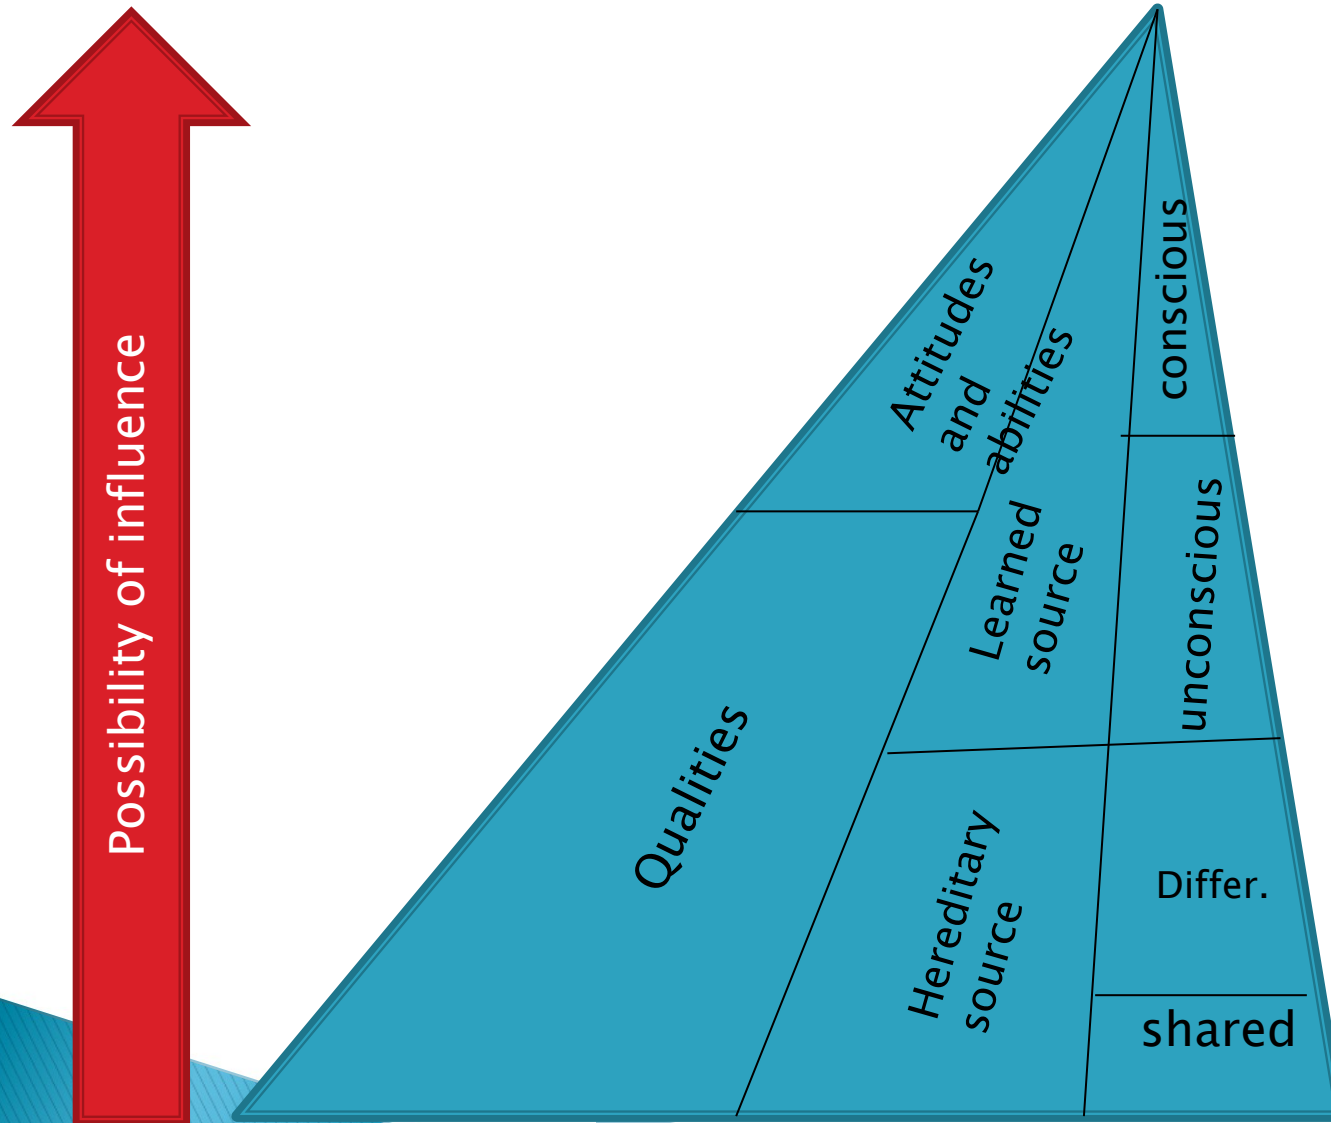 Possibility of influence
Attitudes
and
abilities
Qualities
Learned
source
Hereditary
source
conscious
unconscious
Differ.
shared